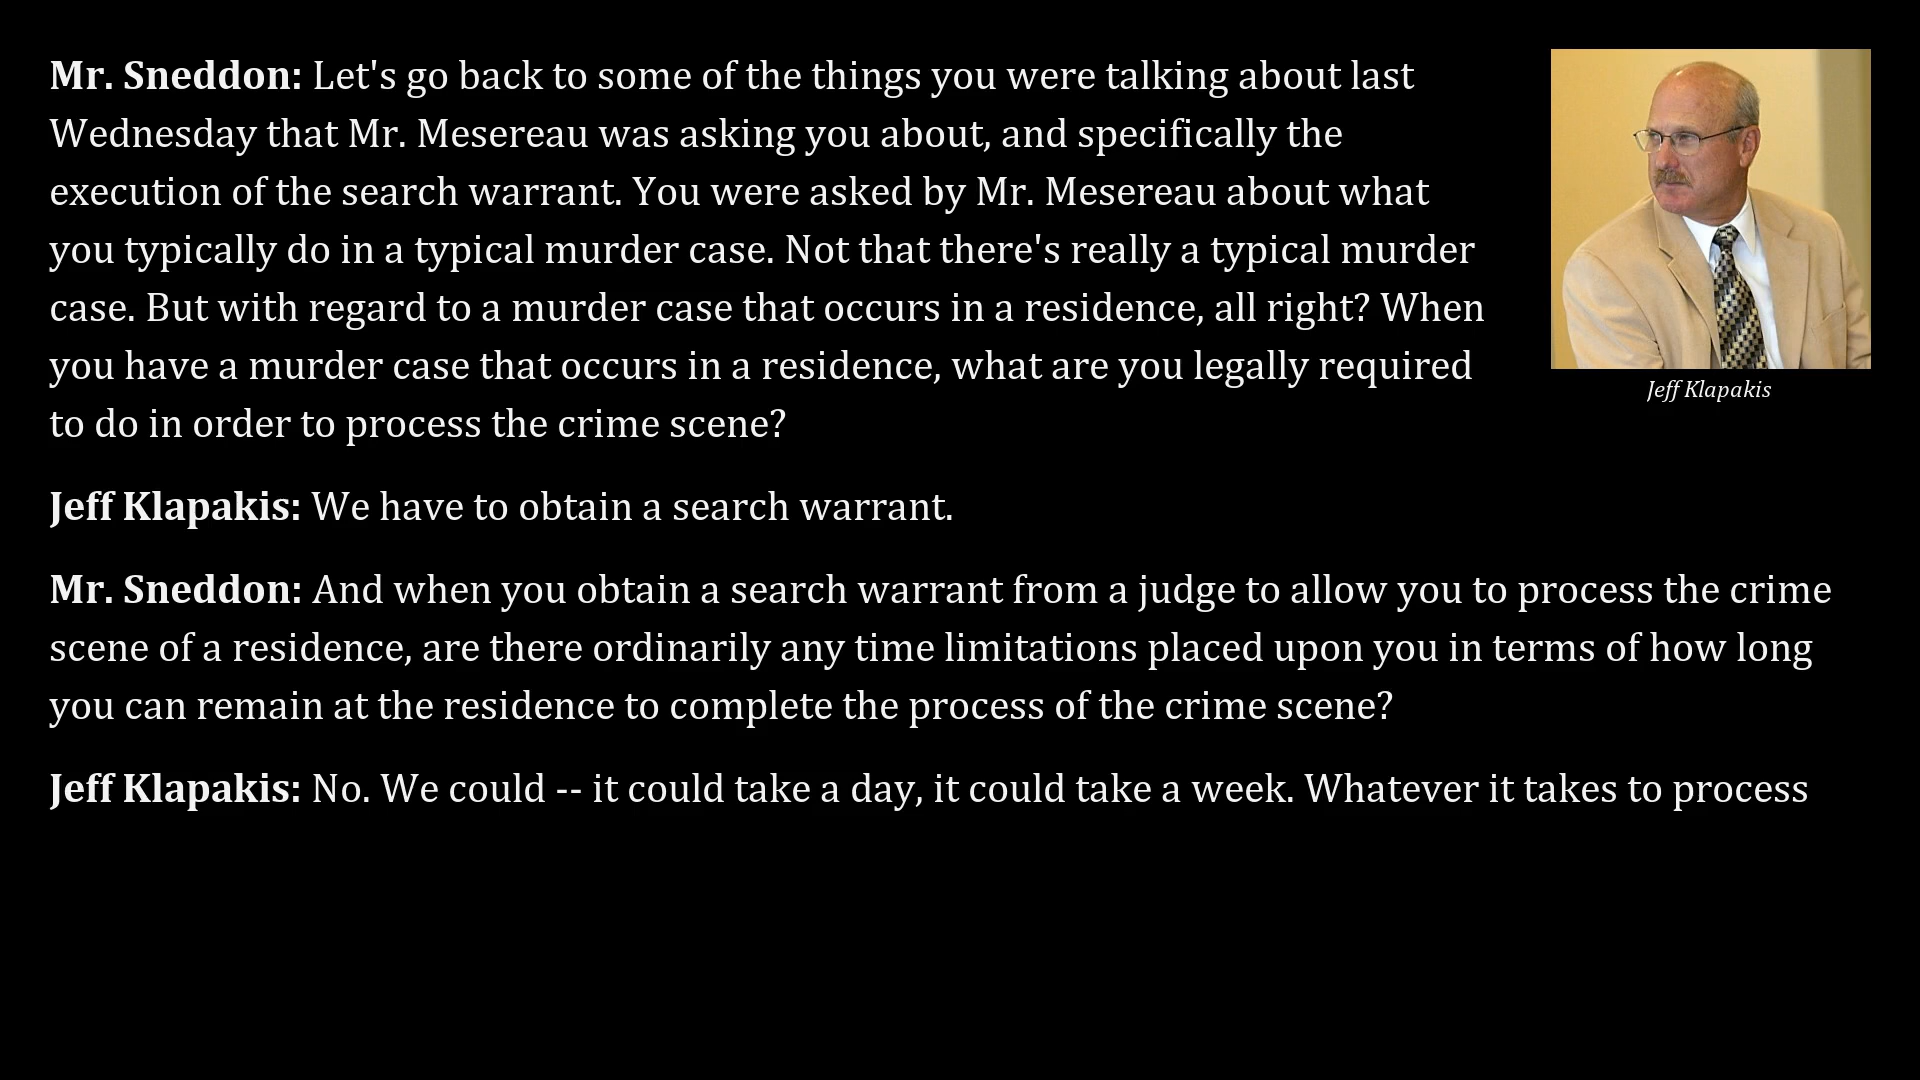 Mr. Sneddon: Let's go back to some of the things you were talking about last
Wednesday that Mr. Mesereau was asking you about, and specifically the
execution of the search warrant. You were asked by Mr. Mesereau about what
you typically do in a typical murder case. Not that there's really a typical murder
case. But with regard to a murder case that occurs in a residence, all right? When
you have a murder case that occurs in a residence, what are you legally required
to do in order to process the crime scene?
Jeff Klapakis
Jeff Klapakis: We have to obtain a search warrant.
Mr. Sneddon: And when you obtain a search warrant from a judge to allow you to process the crime
scene of a residence, are there ordinarily any time limitations placed upon you in terms of how long
you can remain at the residence to complete the process of the crime scene?
Jeff Klapakis: No. We could -- it could take a day, it could take a week. Whatever it takes to process